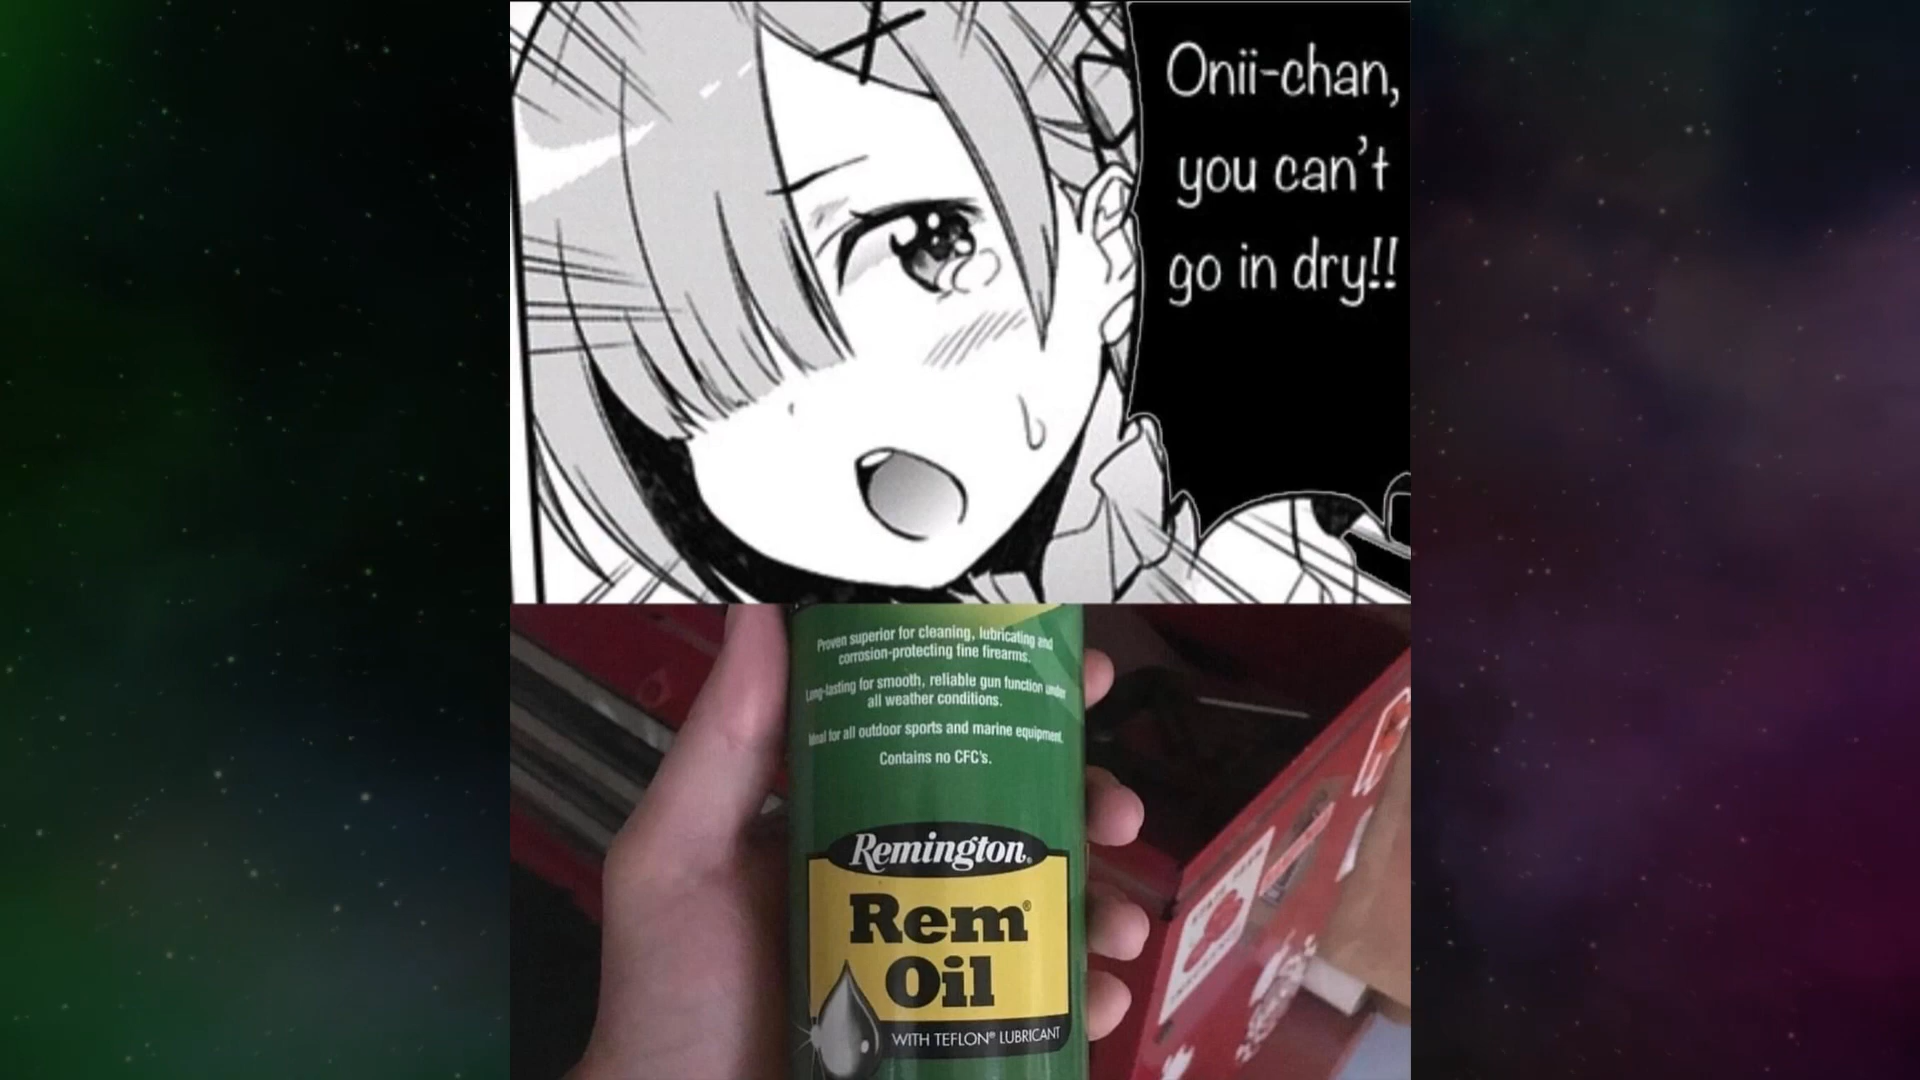 Onii-chan,
you can't
go in dry!!
Proven superior for cleaning, lubricating and
corrosion-protecting fine firearms.
Long-lasting for smooth, reliable gun function under
all weather conditions.
Ideal for all outdoor sports and marine equipment.
Contains no CFC's.
Remington®
Rem®
Oil
WITH TEFLON® LUBRICANT